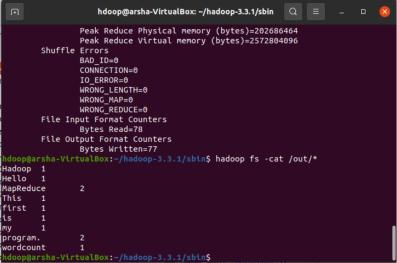 hdoop@arsha-VirtualBox: ~/hadoop-3.3.1/sbin
Peak Reduce Physical memory (bytes)=202686464
Peak Reduce Virtual memory (bytes)=2572804096
Shuffle Errors
BAD_ID=0
CONNECTION=0
IO_ERROR=0
WRONG_LENGTH=0
WRONG_MAP=0
WRONG_REDUCE=0
File Input Format Counters
Bytes Read=78
File Output Format Counters
Bytes Written=77
hdoop@arsha-VirtualBox:~/hadoop-3.3.1/sbin$ hadoop fs -cat /out/*
Hadoop 1
Hello 1
MapReduce 2
This 1
first 1
is 1
my 1
program. 2
wordcount 1
hdoop@arsha-VirtualBox:~/hadoop-3.3.1/sbin$